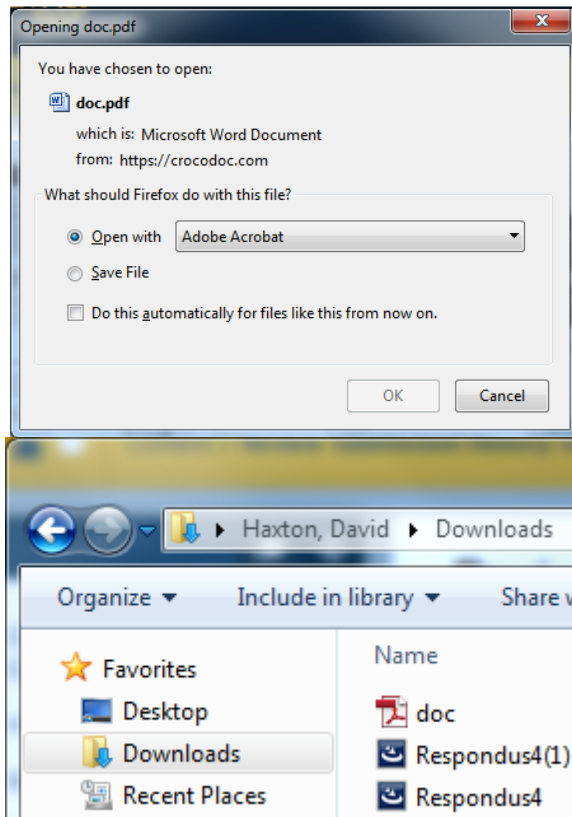 Opening doc.pdf
You have chosen to open:
doc.pdf
which is: Microsoft Word Document
from: https://crocodoc.com
What should Firefox do with this file?
Open with Adobe Acrobat
Save File
Do this automatically for files like this from now on.
OK Cancel
Haxton, David Downloads
Organize Include in library Share w
Favorites Name
Desktop doc
Downloads Respondus4(1)
Recent Places Respondus4